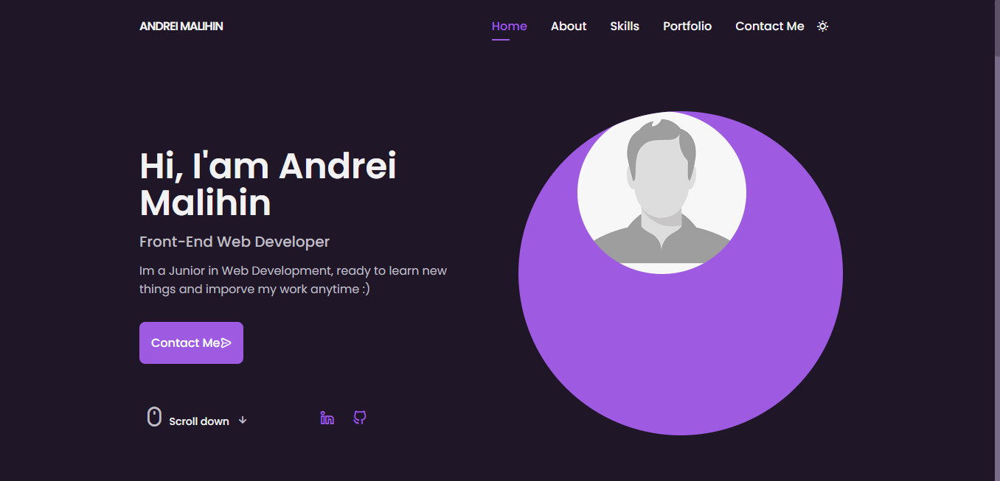 ANDREI MALIHIN
Home About Skills Portfolio Contact Me
Hi, I'am Andrei
Malihin
Front-End Web Developer
Im a Junior in Web Development, ready to learn new
things and imporve my work anytime :)
Contact Me
Scroll down